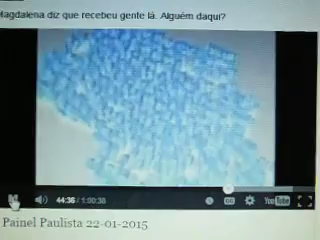 Magdalena diz que recebeu gente lá. Alguém daqui?
44:36 / 1:00:38
CC YouTube
Painel Paulista 22-01-2015